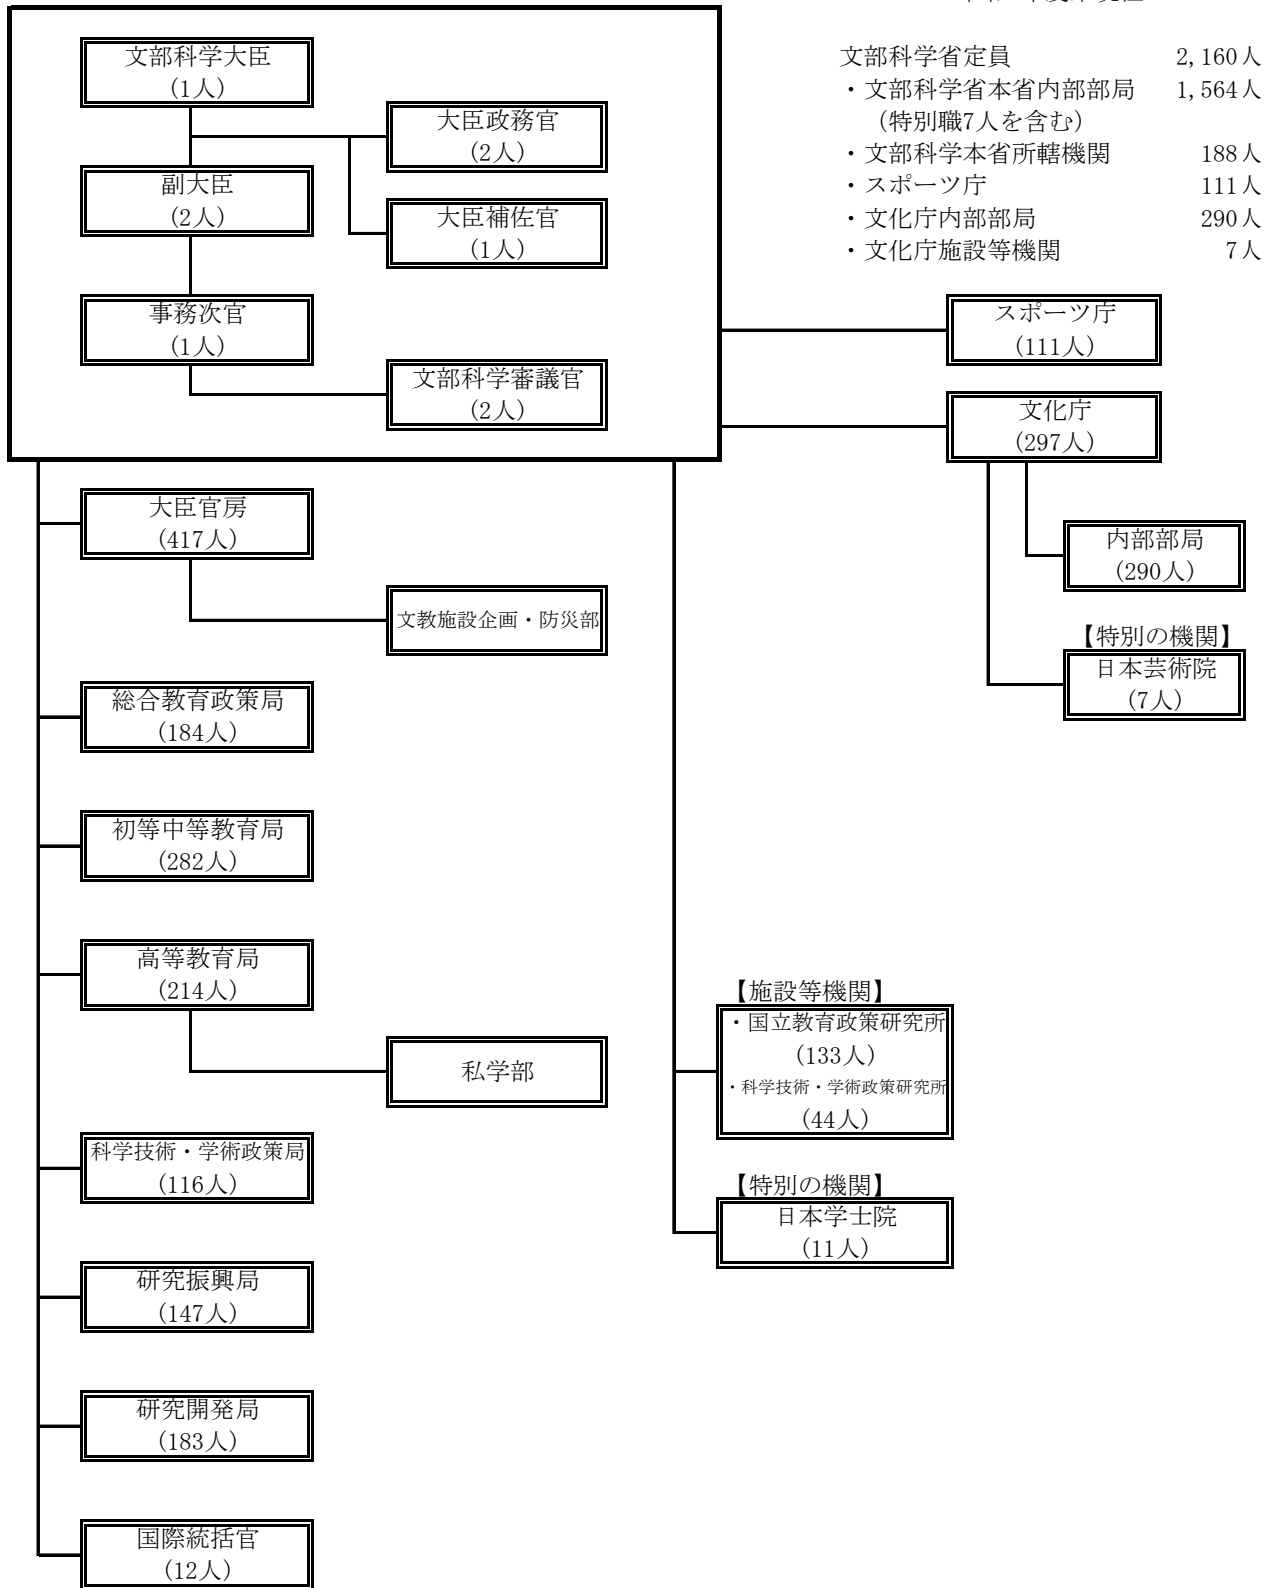 文部科学省定員 2,160人
・文部科学省本省内部部局 1,564人
（特別職7人を含む）
・文部科学本省所轄機関 188人
・スポーツ庁 111人
・文化庁内部部局 290人
・文化庁施設等機関 7人
文部科学大臣
(1人)
大臣政務官
(2人)
副大臣
(2人)
大臣補佐官
(1人)
事務次官
(1人)
文部科学審議官
(2人)
スポーツ庁
(111人)
文化庁
(297人)
内部部局
(290人)
【特別の機関】
日本芸術院
(7人)
大臣官房
(417人)
文教施設企画・防災部
総合教育政策局
(184人)
初等中等教育局
(282人)
高等教育局
(214人)
私学部
科学技術・学術政策局
(116人)
研究振興局
(147人)
研究開発局
(183人)
国際統括官
(12人)
【施設等機関】
・国立教育政策研究所
(133人)
・科学技術・学術政策研究所
(44人)
【特別の機関】
日本学士院
(11人)